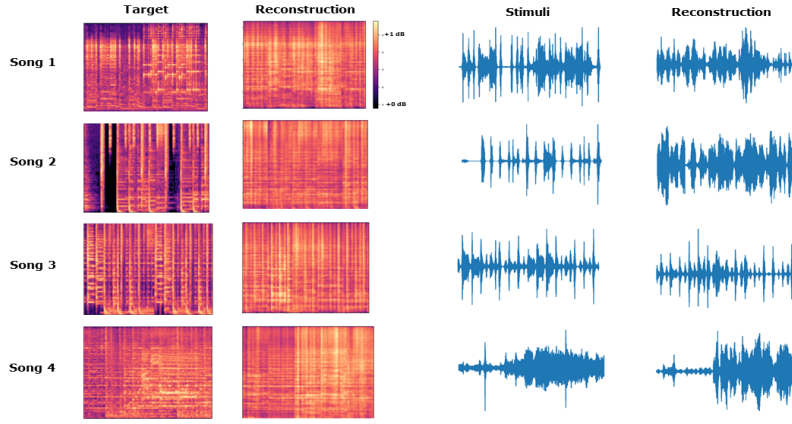 Target Reconstruction Stimuli Reconstruction
+1 dB
Song 1
+0 dB
Song 2
Song 3
Song 4